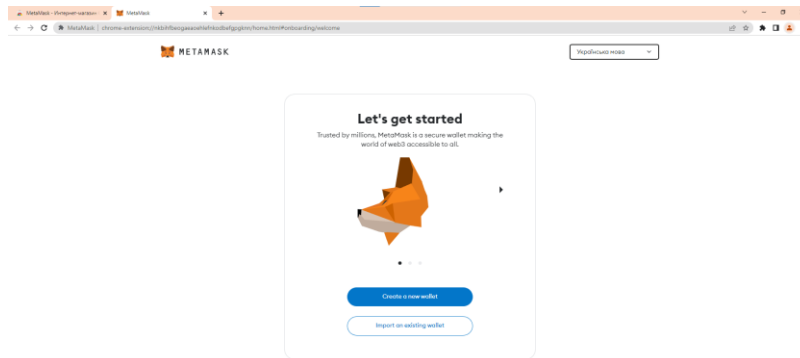 MetaMask - Интернет-магазин
MetaMask
MetaMask | chrome-extension://nkbihfbeogaeaoehlefnkodbefgpgknn/home.html#onboarding/welcome
METAMASK
Українська мова
Let's get started
Trusted by millions, MetaMask is a secure wallet making the
world of web3 accessible to all.
Create a new wallet
Import an existing wallet